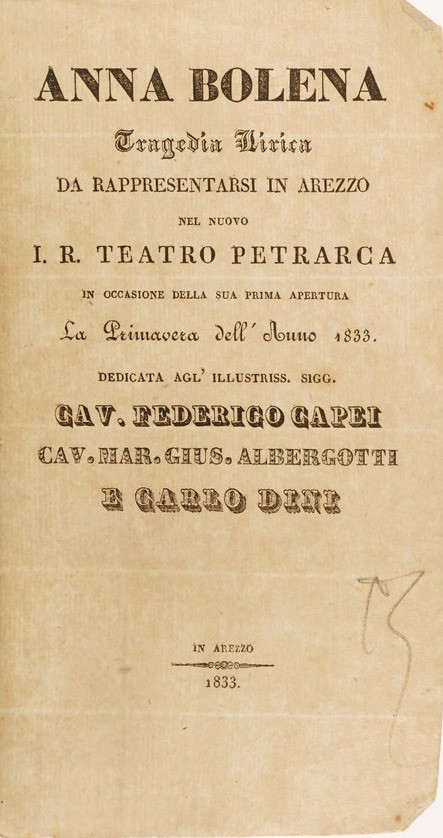 ANNA BOLENA
Tragedia Lirica
DA RAPPRESENTARSI IN AREZZO
NEL NUOVO
I. R. TEATRO PETRARCA
IN OCCASIONE DELLA SUA PRIMA APERTURA
La Primavera dell' Anno 1833.
DEDICATA AGL' ILLUSTRISS. SIGG.
CAV. FEDERIGO CAPEI
CAV. MAR. GIUS. ALBERGOTTI
E CARLO DINI
IN AREZZO
1833.